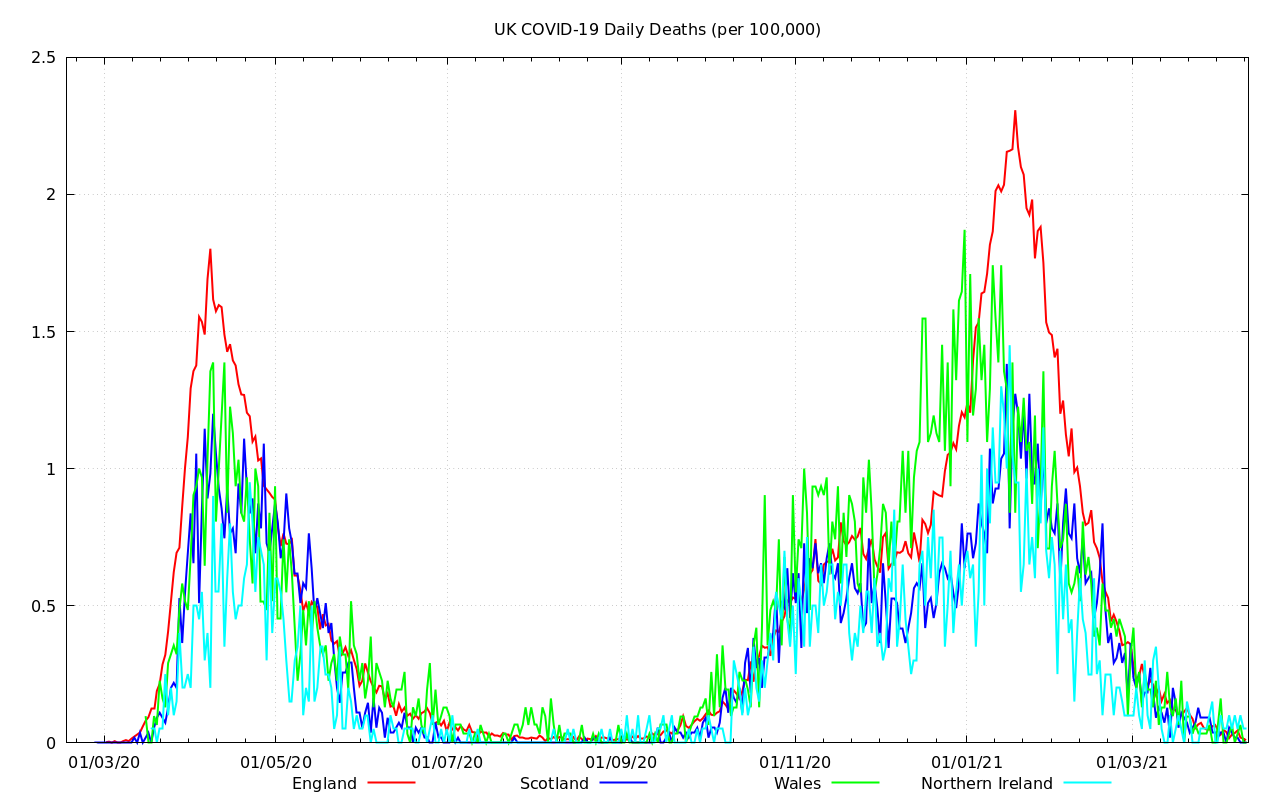 UK COVID-19 Daily Deaths (per 100,000)
2.5
2
1.5
1
0.5
0
01/03/20 01/05/20 01/07/20 01/09/20 01/11/20 01/01/21 01/03/21
England Scotland Wales Northern Ireland